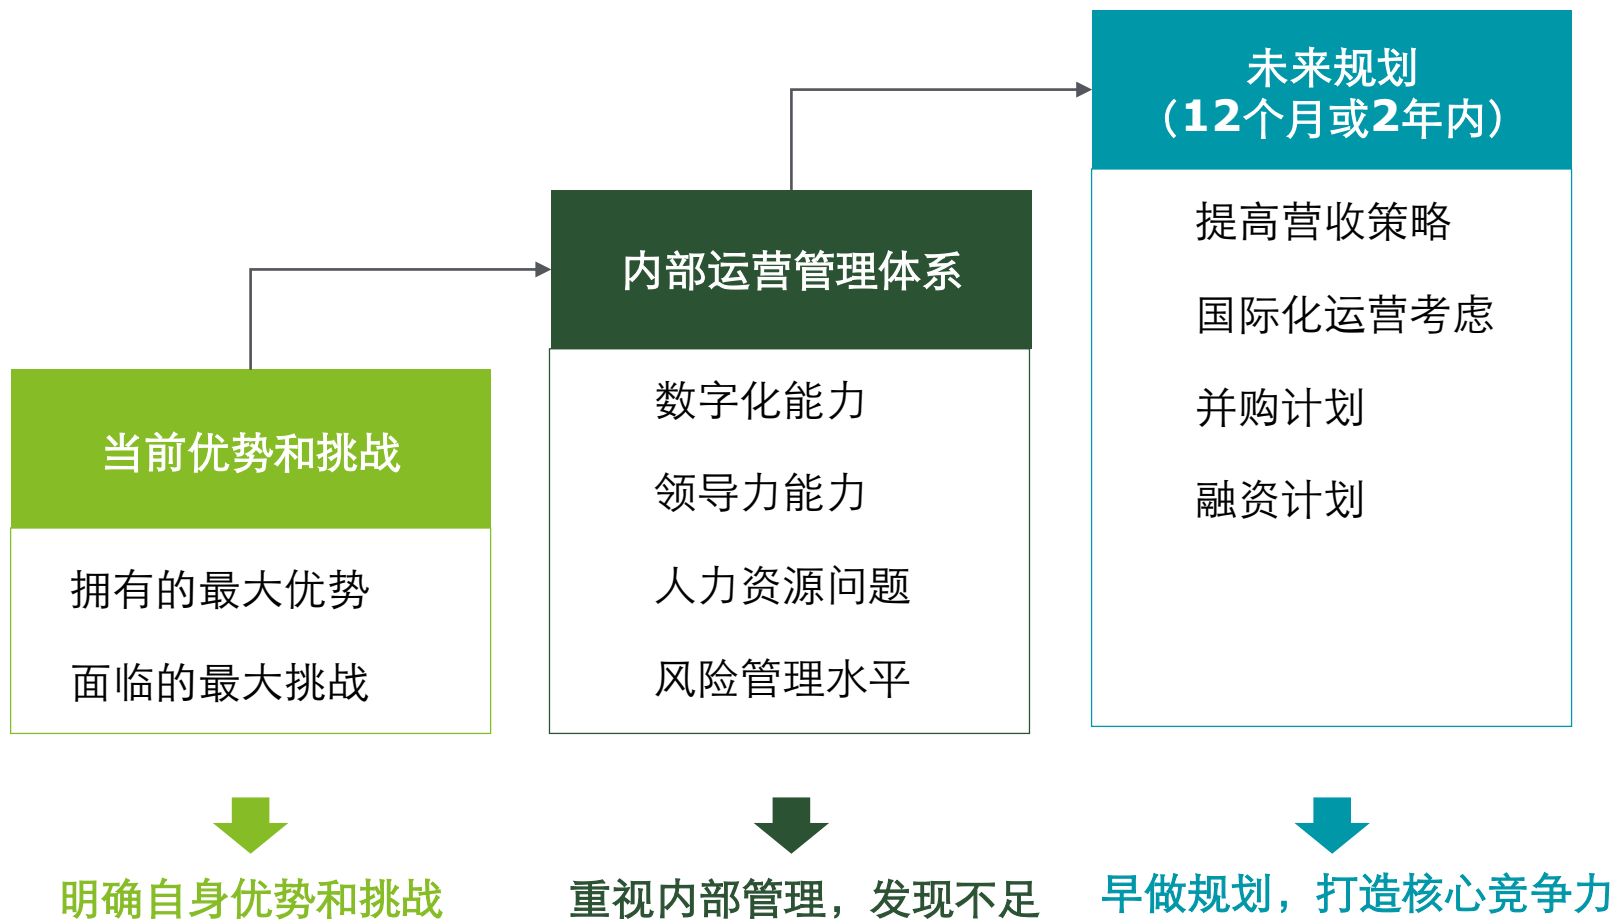 当前优势和挑战
拥有的最大优势
面临的最大挑战
明确自身优势和挑战
内部运营管理体系
数字化能力
领导力能力
人力资源问题
风险管理水平
重视内部管理，发现不足
未来规划
（12个月或2年内）
提高营收策略
国际化运营考虑
并购计划
融资计划
早做规划，打造核心竞争力